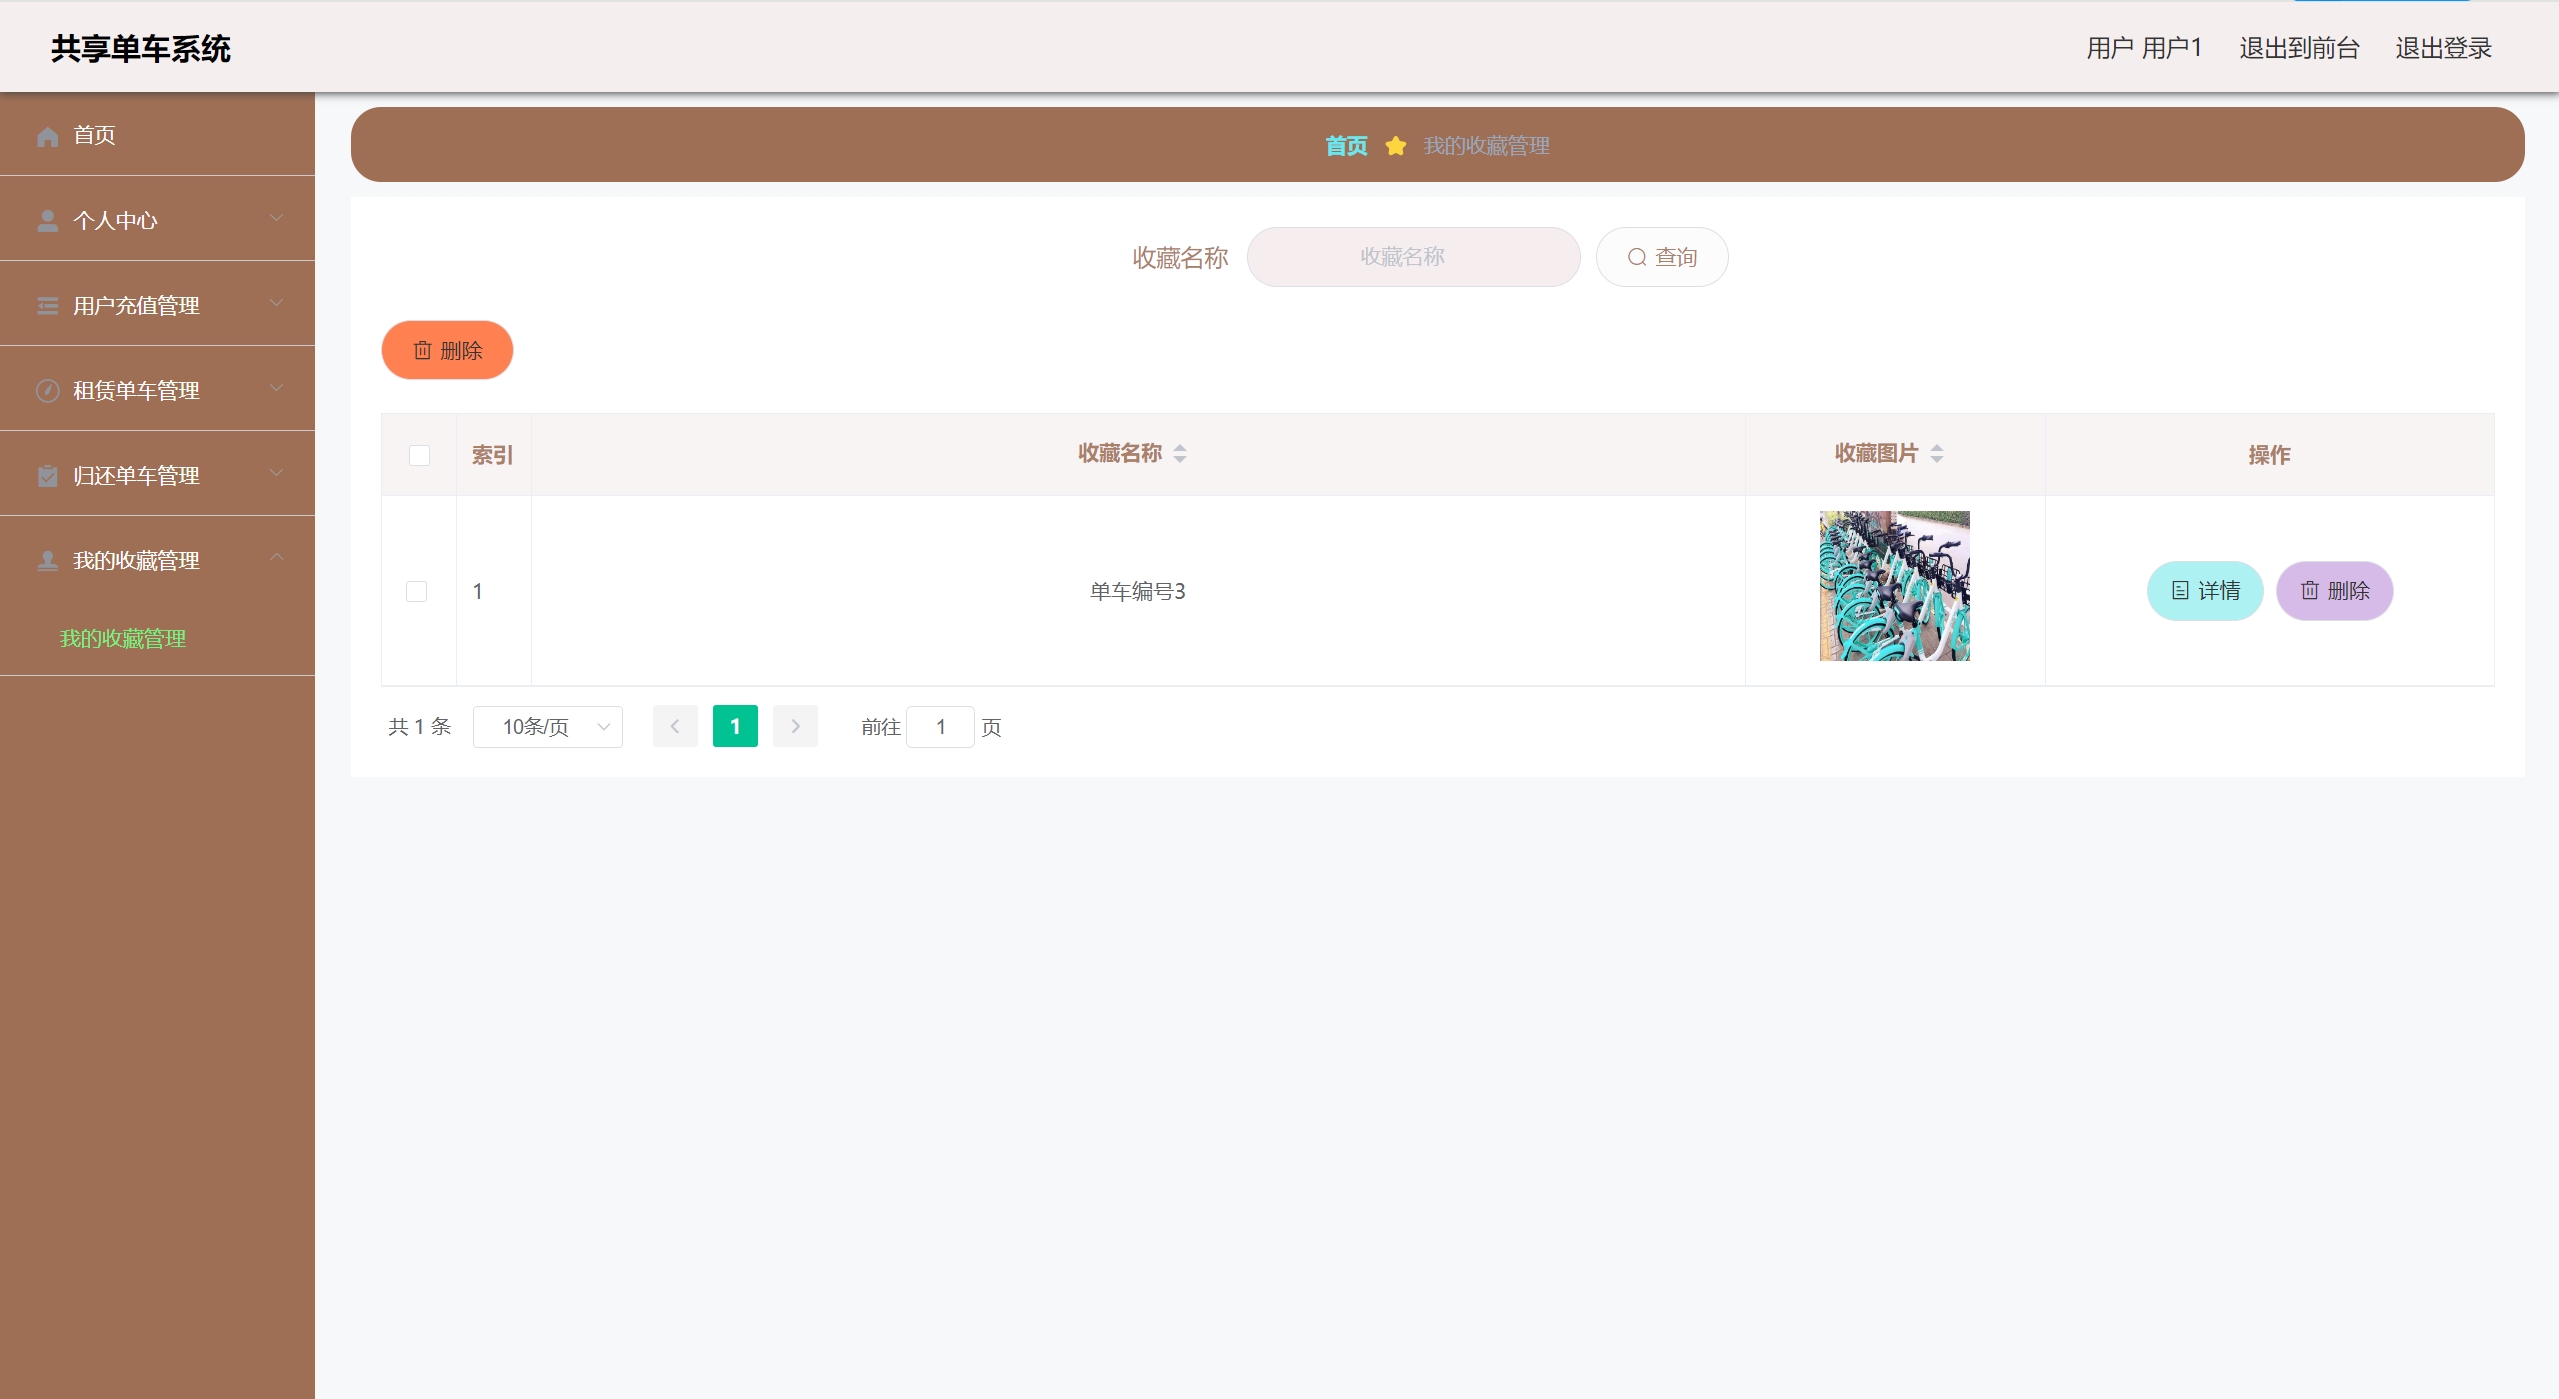 共享单车系统
用户 用户1 退出到前台 退出登录
首页
个人中心
用户充值管理
租赁单车管理
归还单车管理
我的收藏管理
我的收藏管理
首页 我的收藏管理
收藏名称 收藏名称 查询
删除
索引 收藏名称 收藏图片 操作
1 单车编号3 详情 删除
共 1 条 10条/页 1 前往 1 页